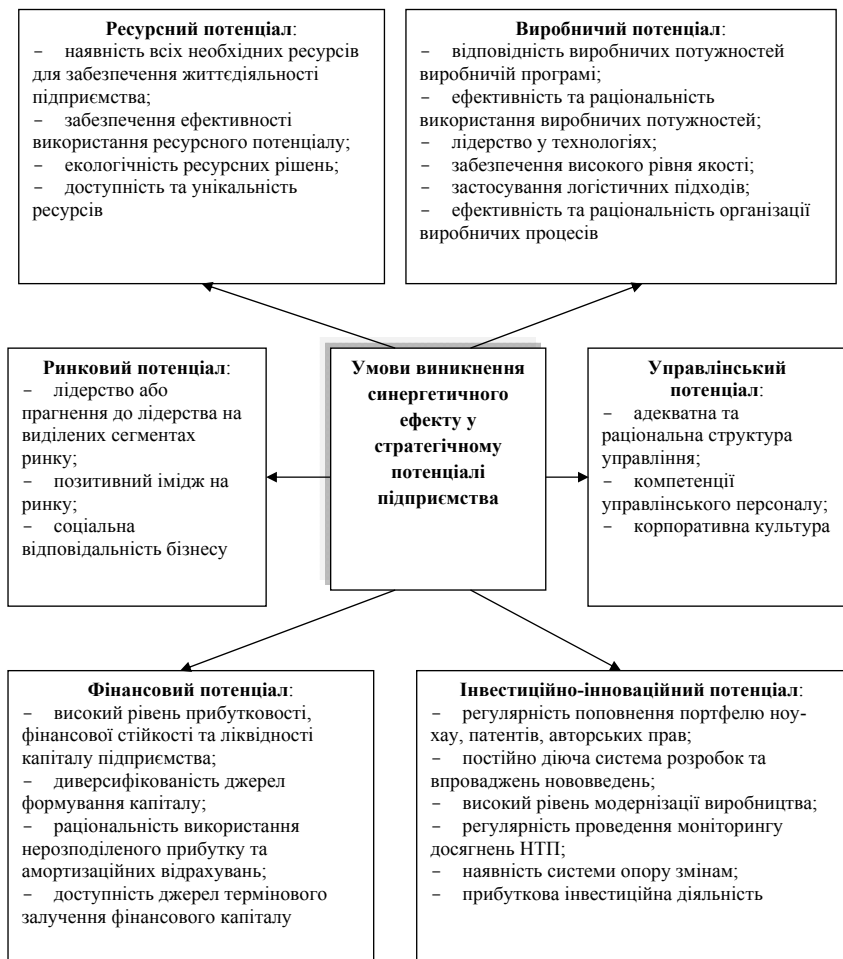 Ресурсний потенціал:
– наявність всіх необхідних ресурсів
для забезпечення життєдіяльності
підприємства;
– забезпечення ефективності
використання ресурсного потенціалу;
– екологічність ресурсних рішень;
– доступність та унікальність
ресурсів
Виробничий потенціал:
– відповідність виробничих потужностей
виробничій програмі;
– ефективність та раціональність
використання виробничих потужностей;
– лідерство у технологіях;
– забезпечення високого рівня якості;
– застосування логістичних підходів;
– ефективність та раціональність організації
виробничих процесів
Ринковий потенціал:
– лідерство або
прагнення до лідерства на
виділених сегментах
ринку;
– позитивний імідж на
ринку;
– соціальна
відповідальність бізнесу
Умови виникнення
синергетичного
ефекту у
стратегічному
потенціалі
підприємства
Управлінський
потенціал:
– адекватна та
раціональна структура
управління;
– компетенції
управлінського персоналу;
– корпоративна культура
Фінансовий потенціал:
– високий рівень прибутковості,
фінансової стійкості та ліквідності
капіталу підприємства;
– диверсифікованість джерел
формування капіталу;
– раціональність використання
нерозподіленого прибутку та
амортизаційних відрахувань;
– доступність джерел термінового
залучення фінансового капіталу
Інвестиційно-інноваційний потенціал:
– регулярність поповнення портфелю ноу-
хау, патентів, авторських прав;
– постійно діюча система розробок та
впроваджень нововведень;
– високий рівень модернізації виробництва;
– регулярність проведення моніторингу
досягнень НТП;
– наявність системи опору змінам;
– прибуткова інвестиційна діяльність